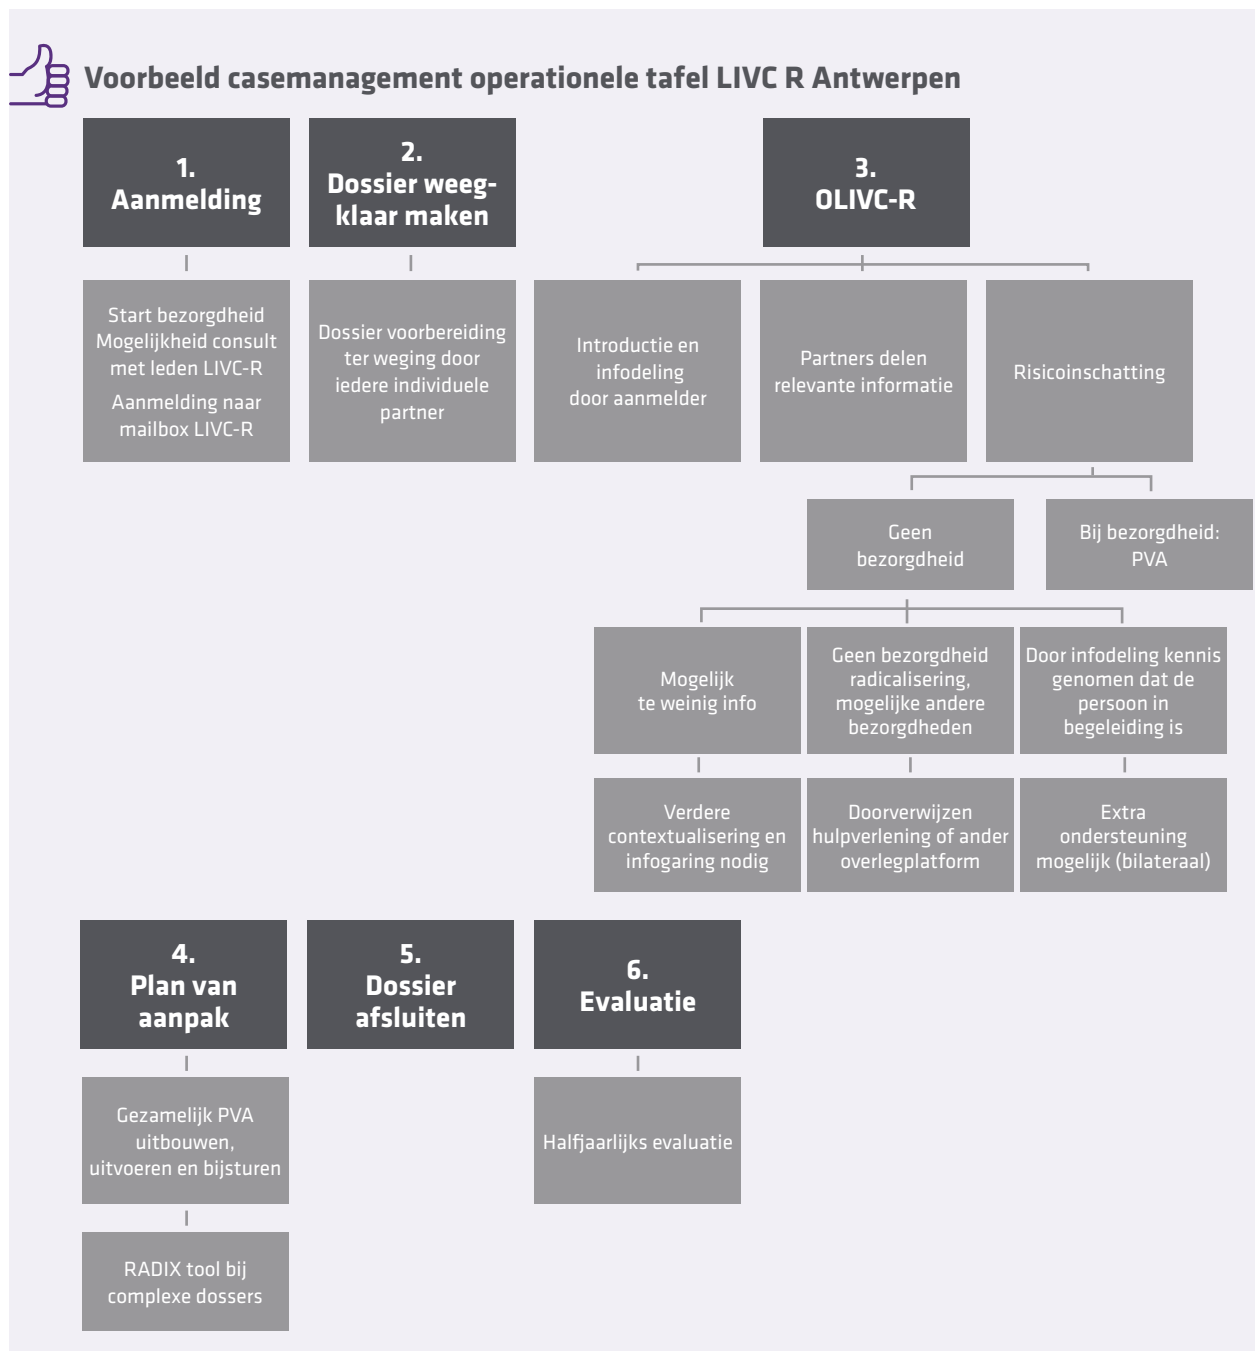 Voorbeeld casemanagement operationele tafel LIVC R Antwerpen
1.
Aanmelding
2.
Dossier weeg-
klaar maken
3.
OLIVC-R
Start bezorgdheid
Mogelijkheid consult
met leden LIVC-R
Aanmelding naar
mailbox LIVC-R
Dossier voorbereiding
ter weging door
iedere individuele
partner
Introductie en
infodeling
door aanmelder
Partners delen
relevante informatie
Risicoinschatting
Geen
bezorgdheid
Bij bezorgdheid:
PVA
Mogelijk
te weinig info
Geen bezorgdheid
radicalisering,
mogelijke andere
bezorgdheden
Door infodeling kennis
genomen dat de
persoon in
begeleiding is
Verdere
contextualisering en
infogaring nodig
Doorverwijzen
hulpverlening of ander
overlegplatform
Extra
ondersteuning
mogelijk (bilateraal)
4.
Plan van
aanpak
5.
Dossier
afsluiten
6.
Evaluatie
Gezamelijk PVA
uitbouwen,
uitvoeren en bijsturen
Halfjaarlijks evaluatie
RADIX tool bij
complexe dossers